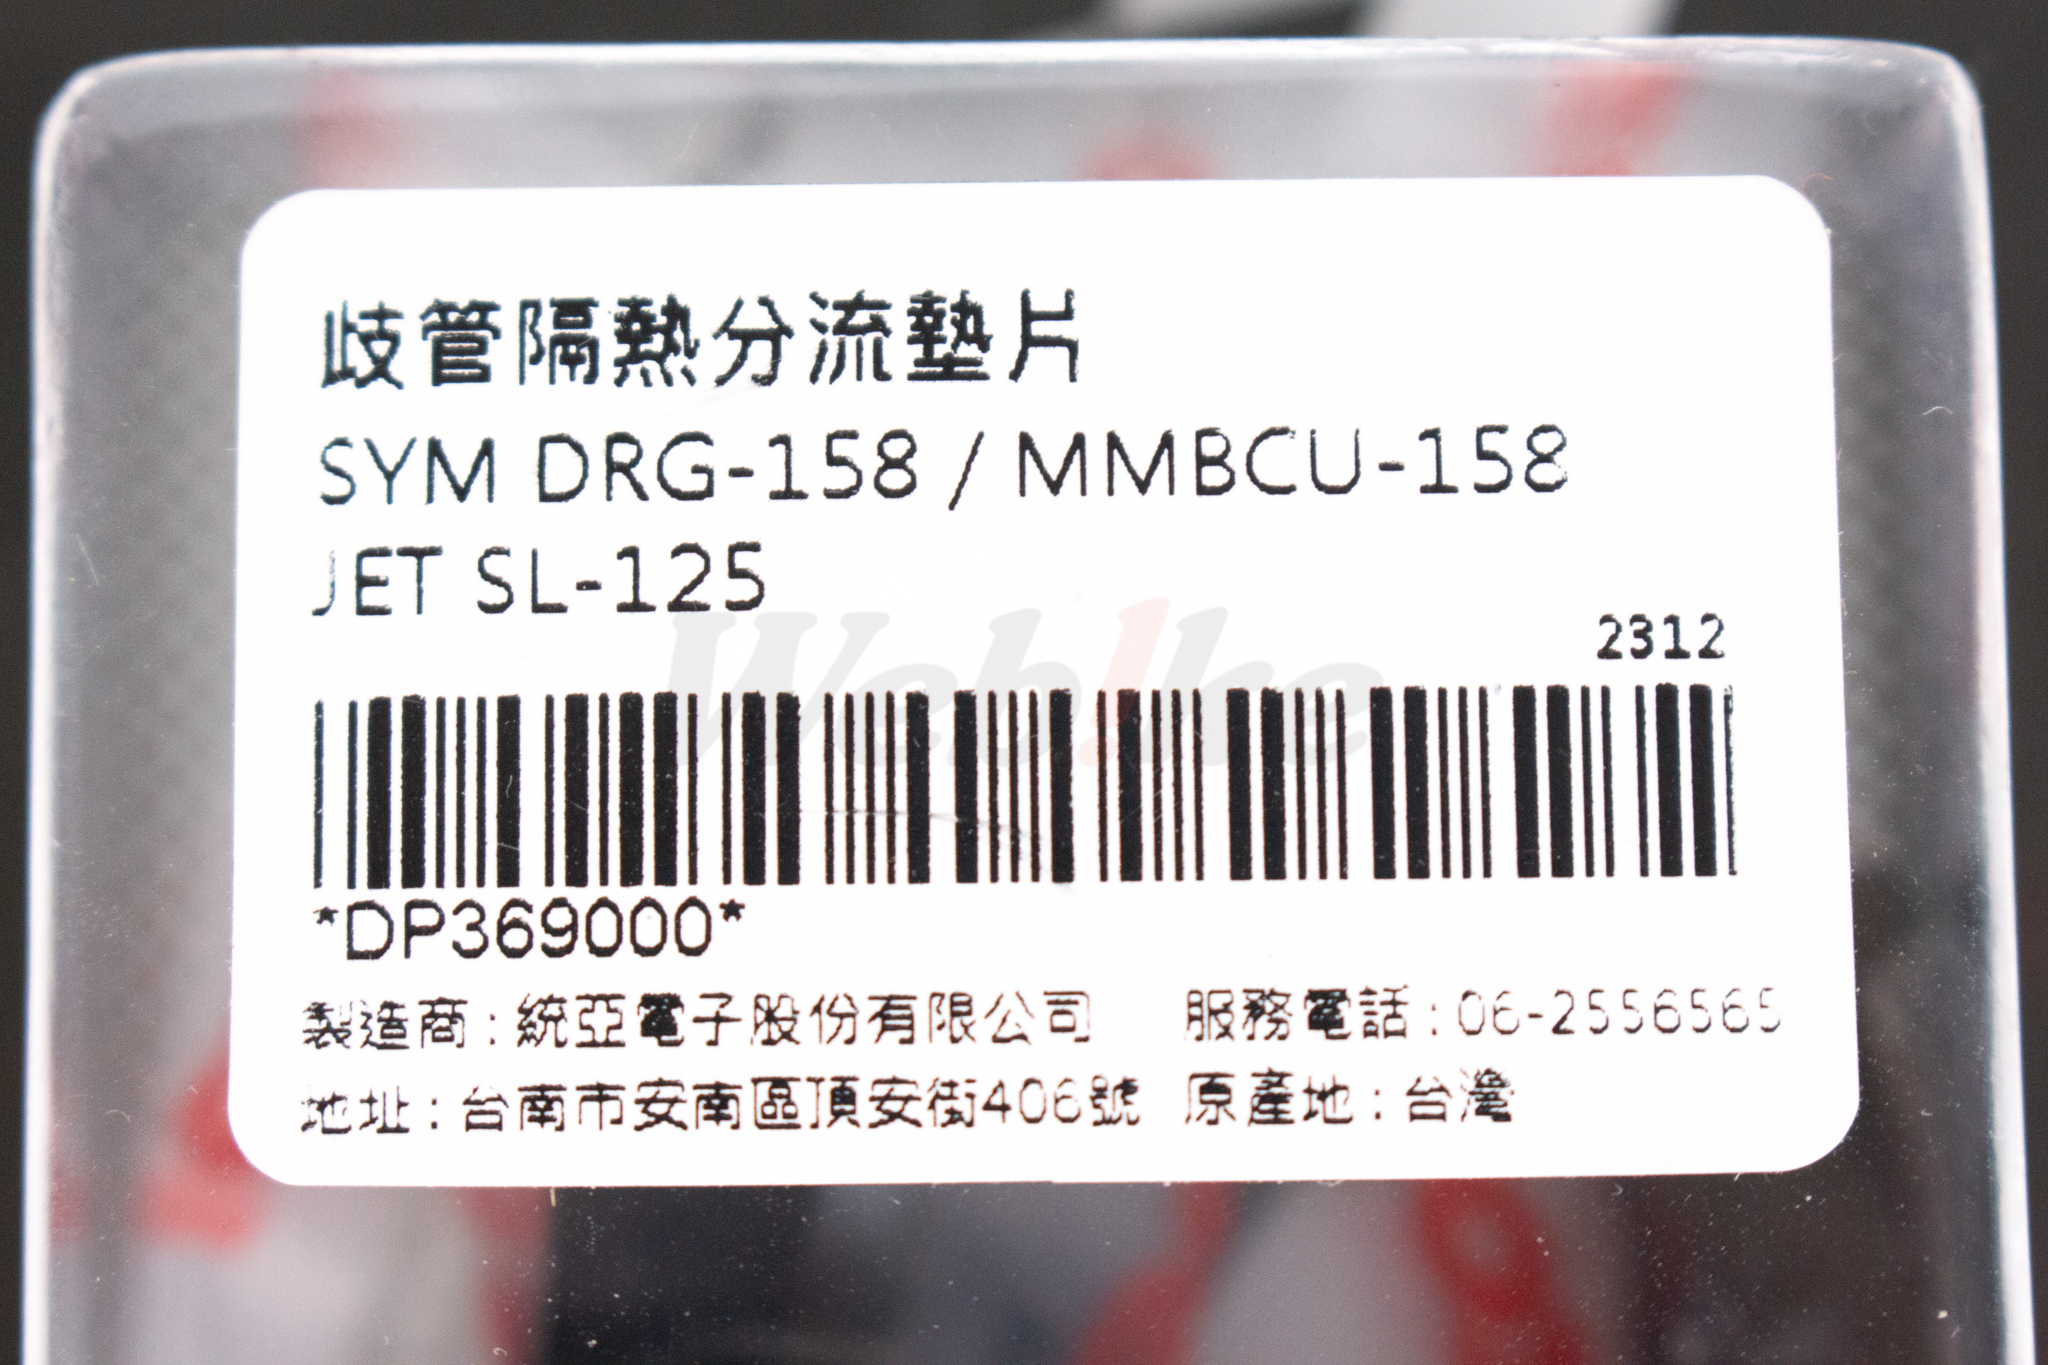 歧管隔熱分流墊片
SYM DRG-158 / MMBCU-158
JET SL-125
2312
Web!ke
*DP369000*
製造商:統亞電子股份有限公司 服務電話:06-2556565
地址:台南市安南區頂安街406號 原產地:台灣